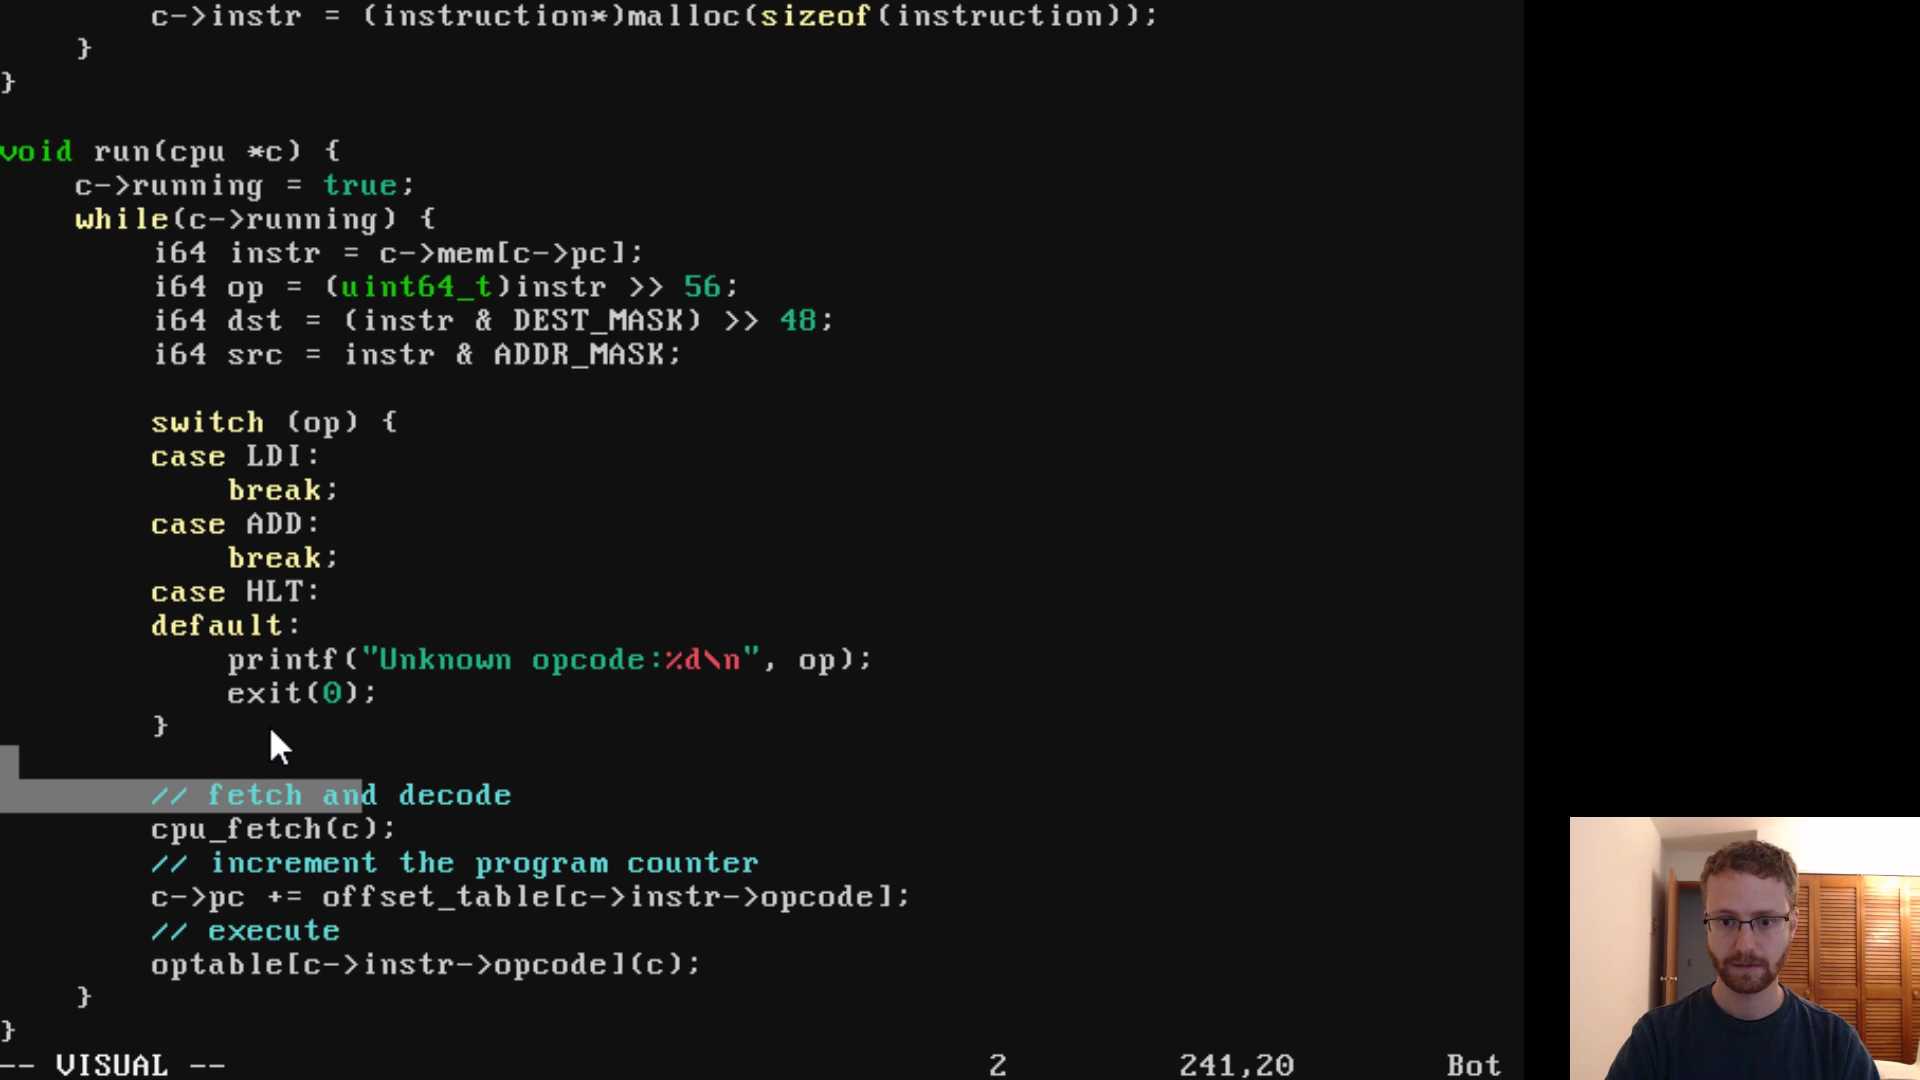 c->instr = (instruction*)malloc(sizeof(instruction));
}
}
void run(cpu *c) {
c->running = true;
while(c->running) {
i64 instr = c->mem[c->pc];
i64 op = (uint64_t)instr >> 56;
i64 dst = (instr & DEST_MASK) >> 48;
i64 src = instr & ADDR_MASK;
switch (op) {
case LDI:
break;
case ADD:
break;
case HLT:
default:
printf("Unknown opcode:%d\n", op);
exit(0);
}
// fetch and decode
cpu_fetch(c);
// increment the program counter
c->pc += offset_table[c->instr->opcode];
// execute
optable[c->instr->opcode](c);
}
}
-- VISUAL -- 2 241,20 Bot